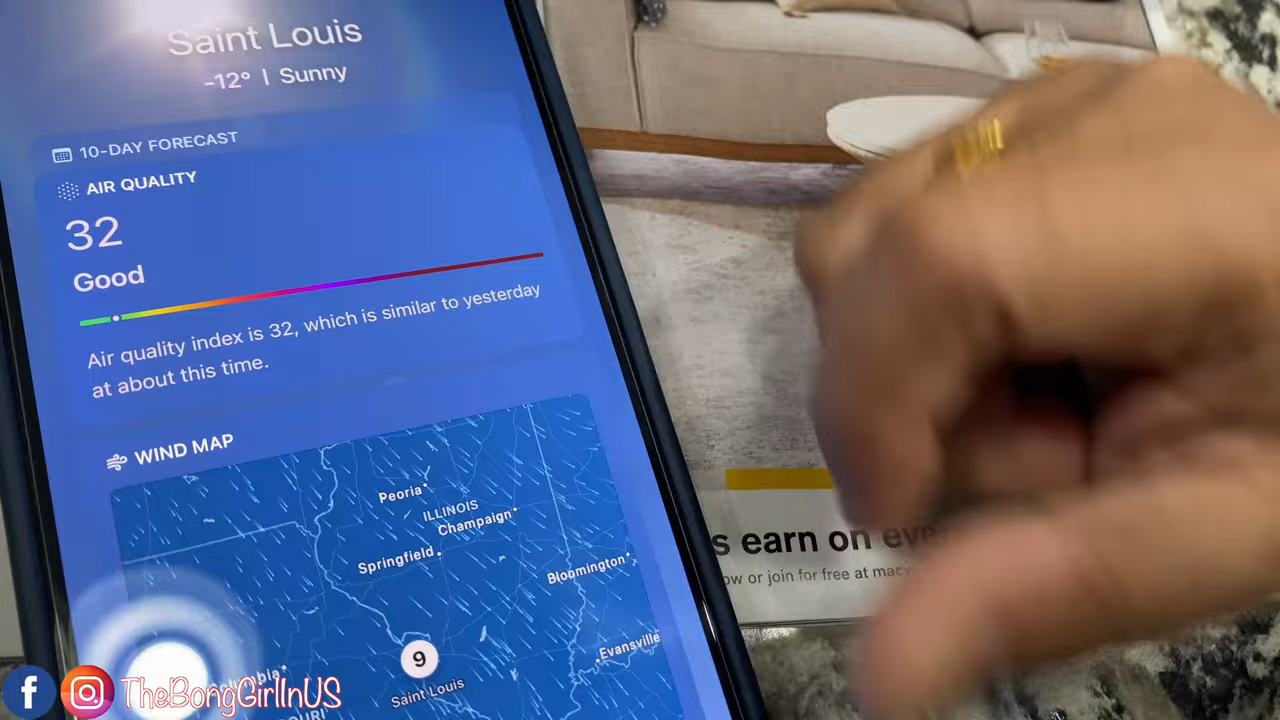 Saint Louis
-12° | Sunny
10-DAY FORECAST
AIR QUALITY
32
Good
Air quality index is 32, which is similar to yesterday
at about this time.
WIND MAP
Peoria
ILLINOIS
Champaign
Springfield
Bloomington
Evansville
9
Saint Louis
s earn on
ow or join for free at
TheBongGirlInUS